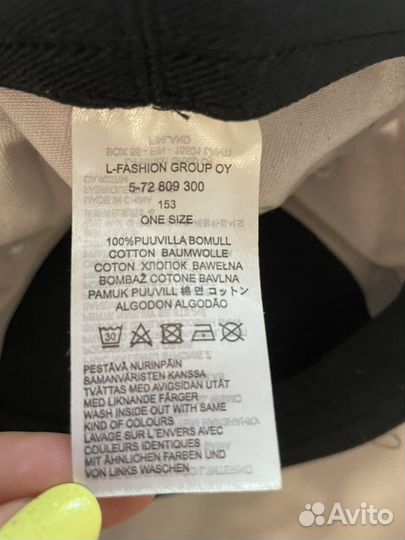 L-FASHION GROUP OY
5-72 809 300
153
ONE SIZE
100%PUUVILLA BOMULL
COTTON BAUMWOLLE
COTON ХЛОПОК BAWEŁNA
BOMBAŽ COTONE BAVLNA
PAMUK PUUVILL 棉 면 コットン
ALGODON ALGODÃO
30
PESTÄVÄ NURINPÄIN
SAMANVÄRISTEN KANSSA
TVÄTTAS MED AVIGSIDAN UTÅT
MED LIKNANDE FÄRGER
WASH INSIDE OUT WITH SAME
KIND OF COLOURS
LAVAGE SUR L'ENVERS AVEC
COULEURS IDENTIQUES
MIT ÄHNLICHEN FARBEN UND
VON LINKS WASCHEN
Avito